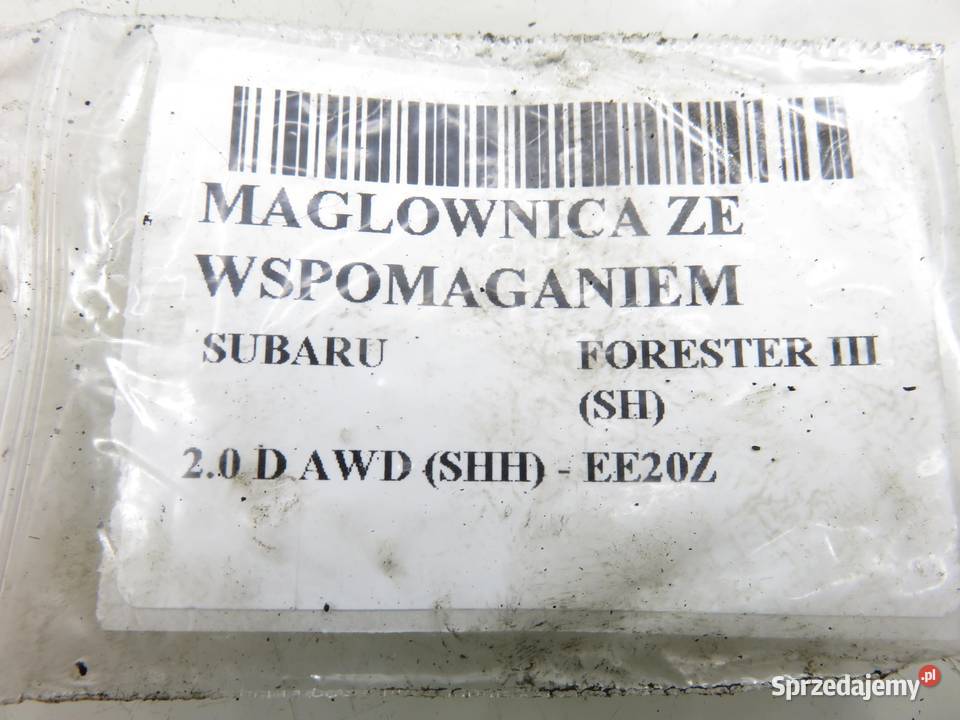 MAGLOWNICA ZE
WSPOMAGANIEM
SUBARU FORESTER III
(SH)
2.0 D AWD (SHH) - EE20Z
Sprzedajemy.pl